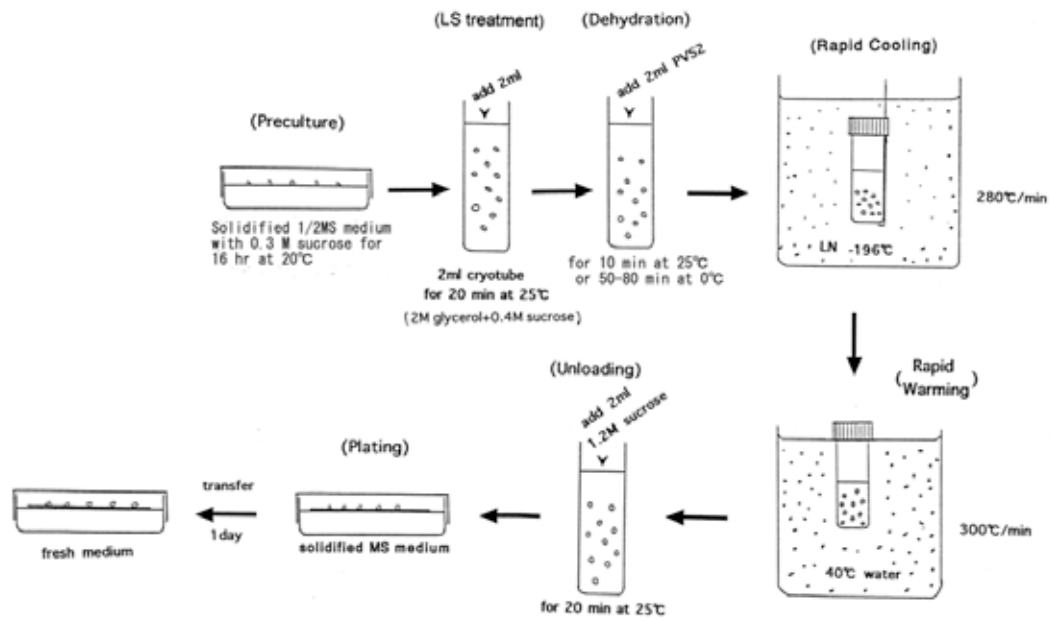 (Preculture)
Solidified 1/2MS medium
with 0.3 M sucrose for
16 hr at 20℃
(LS treatment)
add 2ml
2ml cryotube
for 20 min at 25℃
(2M glycerol+0.4M sucrose)
(Dehydration)
add 2ml PVS2
for 10 min at 25℃
or 50-80 min at 0℃
(Rapid Cooling)
LN -196℃
280℃/min
(Rapid
Warming)
40℃ water
300℃/min
(Unloading)
add 2ml
1.2M sucrose
for 20 min at 25℃
(Plating)
solidified MS medium
transfer
1day
fresh medium